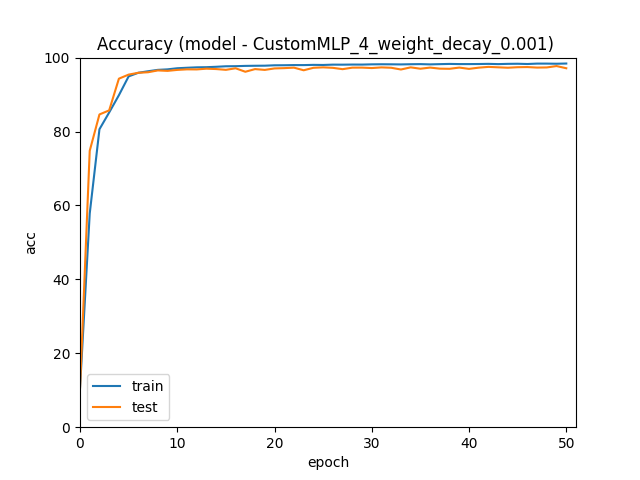 Accuracy (model - CustomMLP_4_weight_decay_0.001)
acc
100
80
60
40
20
0
train
test
0 10 20 30 40 50
epoch